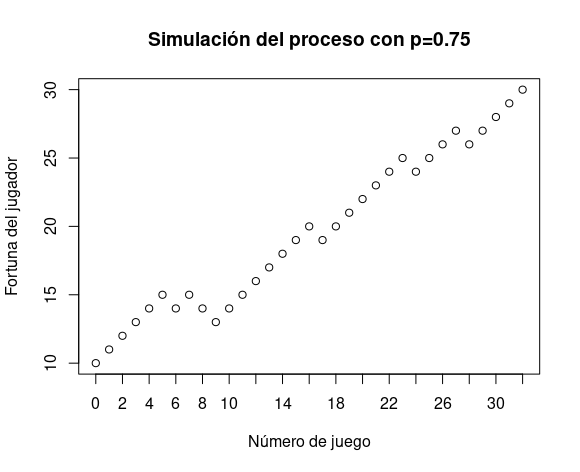 Simulación del proceso con p=0.75
Fortuna del jugador
30
25
20
15
10
0 2 4 6 8 10 14 18 22 26 30
Número de juego